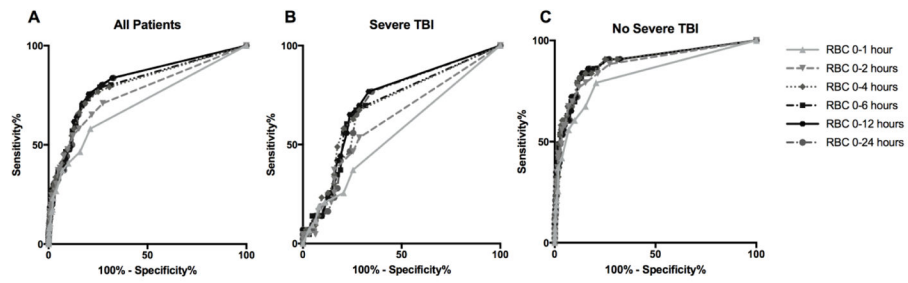 A
All Patients
100
50
0
0
50
100
Sensitivity%
100% - Specificity%
B
Severe TBI
100
50
0
0
50
100
Sensitivity%
100% - Specificity%
C
No Severe TBI
100
50
0
0
50
100
Sensitivity%
100% - Specificity%
RBC 0-1 hour
RBC 0-2 hours
RBC 0-4 hours
RBC 0-6 hours
RBC 0-12 hours
RBC 0-24 hours